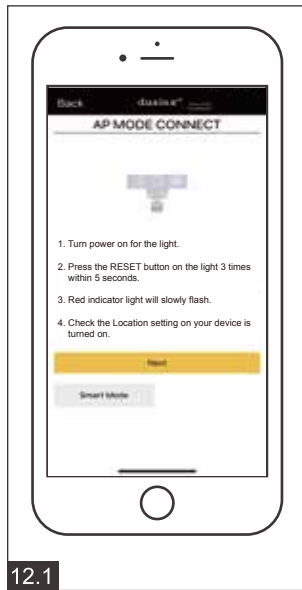 Back
AP MODE CONNECT
1. Turn power on for the light.
2. Press the RESET button on the light 3 times
within 5 seconds.
3. Red indicator light will slowly flash.
4. Check the Location setting on your device is
turned on.
Next
Smart Mode
12.1